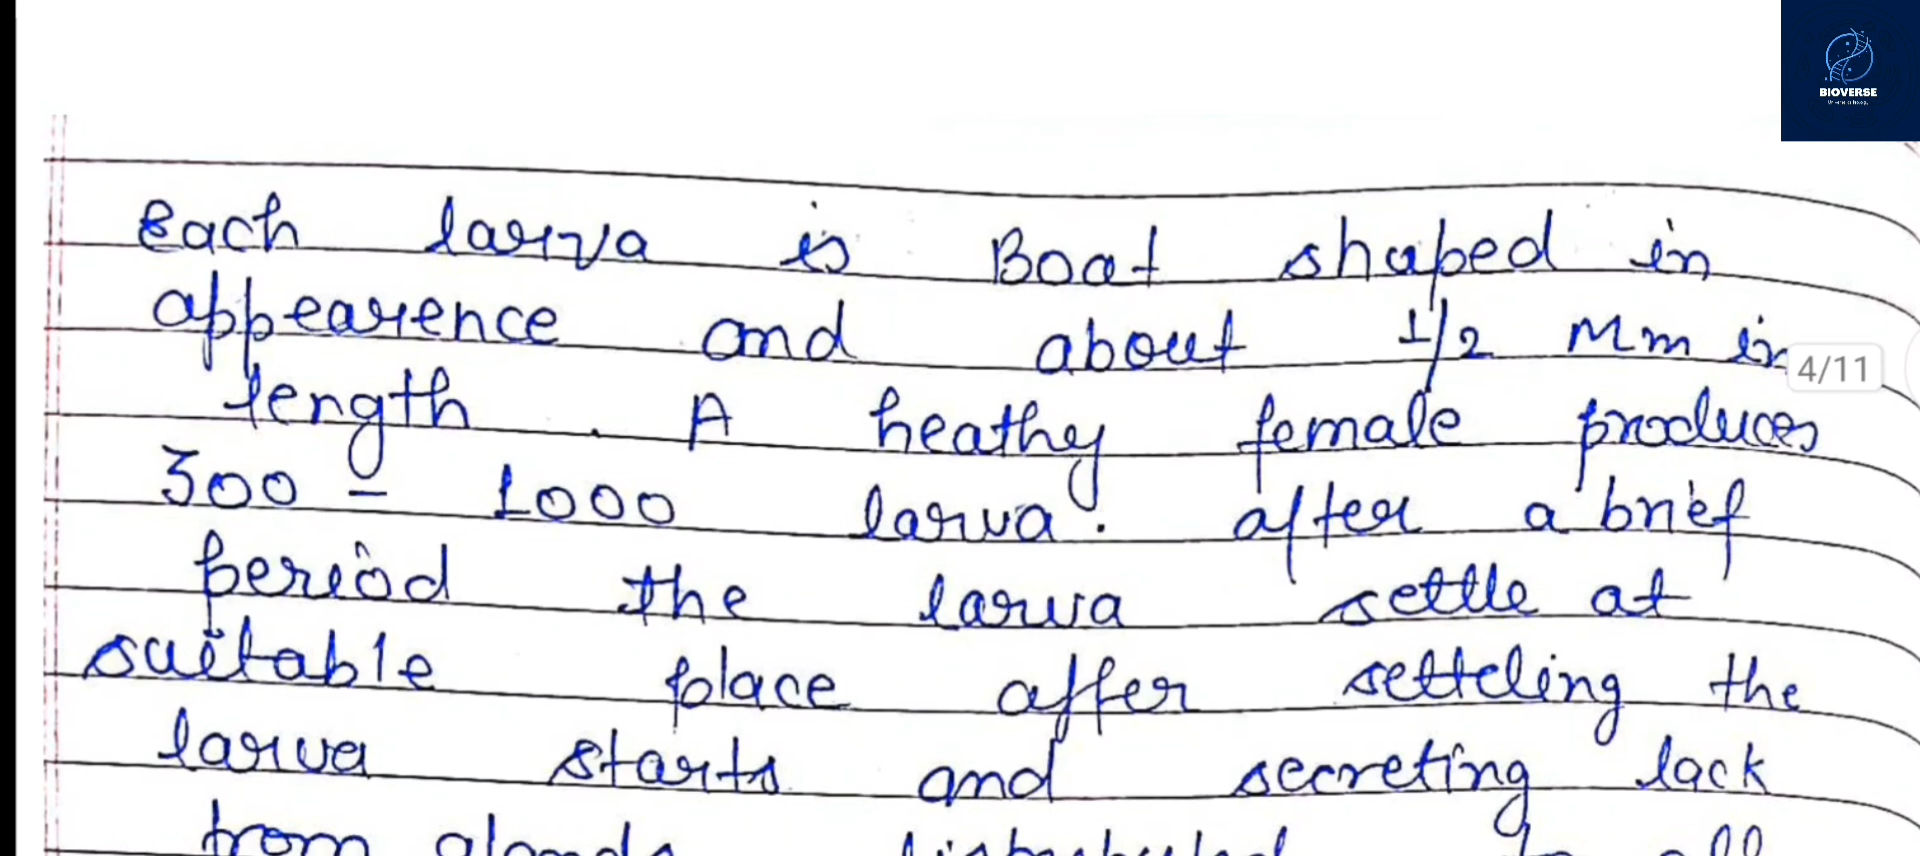 BIOVERSE
Each larva is Boat shaped in
appearence and about 1/2 Mm in
4/11
length. A heathy female produces
300 - 1000 larva. after a brief
period the larva settle at
suitable place after setteling the
larva starts and secreting lack
from glands